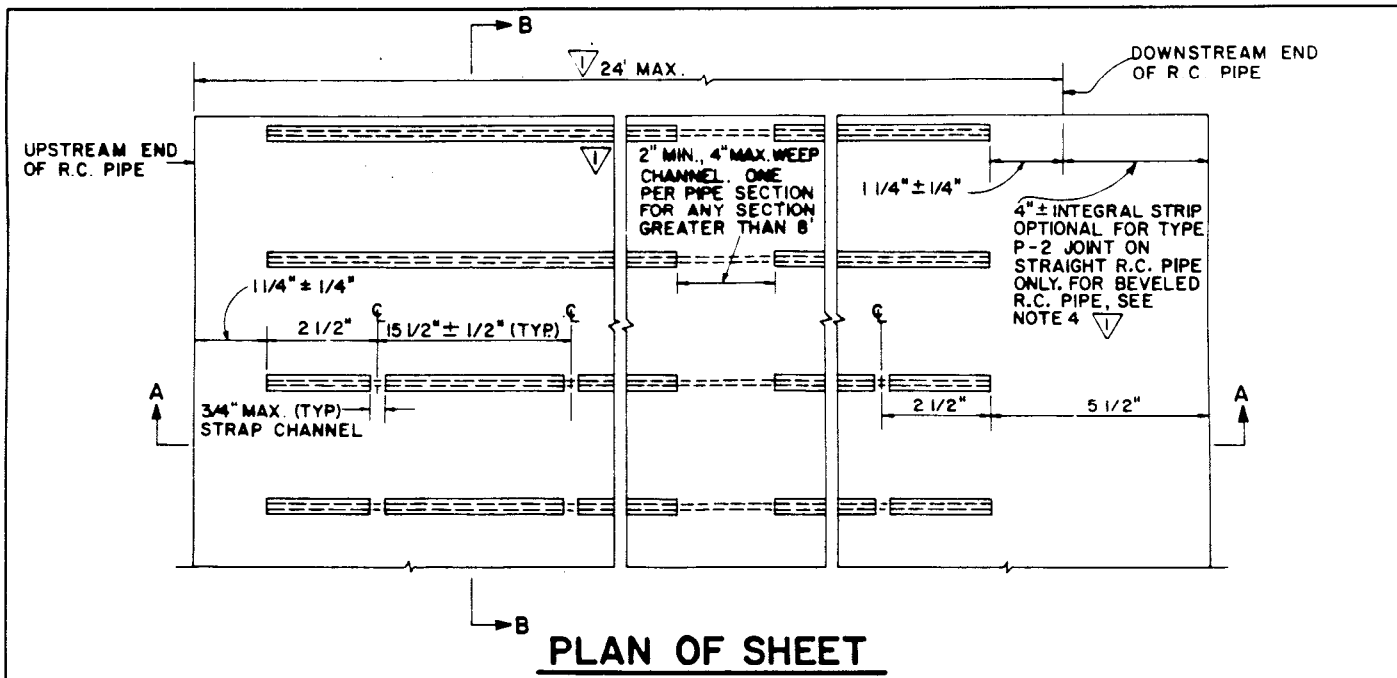 B
1 24' MAX.
DOWNSTREAM END
OF R.C. PIPE
UPSTREAM END
OF R.C. PIPE
1
2" MIN., 4" MAX. WEEP
CHANNEL. ONE
PER PIPE SECTION
FOR ANY SECTION
GREATER THAN 8'
1 1/4" ± 1/4"
4" ± INTEGRAL STRIP
OPTIONAL FOR TYPE
P-2 JOINT ON
STRAIGHT R.C. PIPE
ONLY. FOR BEVELED
R.C. PIPE, SEE
NOTE 4 1
1 1/4" ± 1/4"
℄ ℄ ℄
2 1/2" 15 1/2" ± 1/2" (TYP.)
A A
3/4" MAX. (TYP)
STRAP CHANNEL
2 1/2" 5 1/2"
B
PLAN OF SHEET